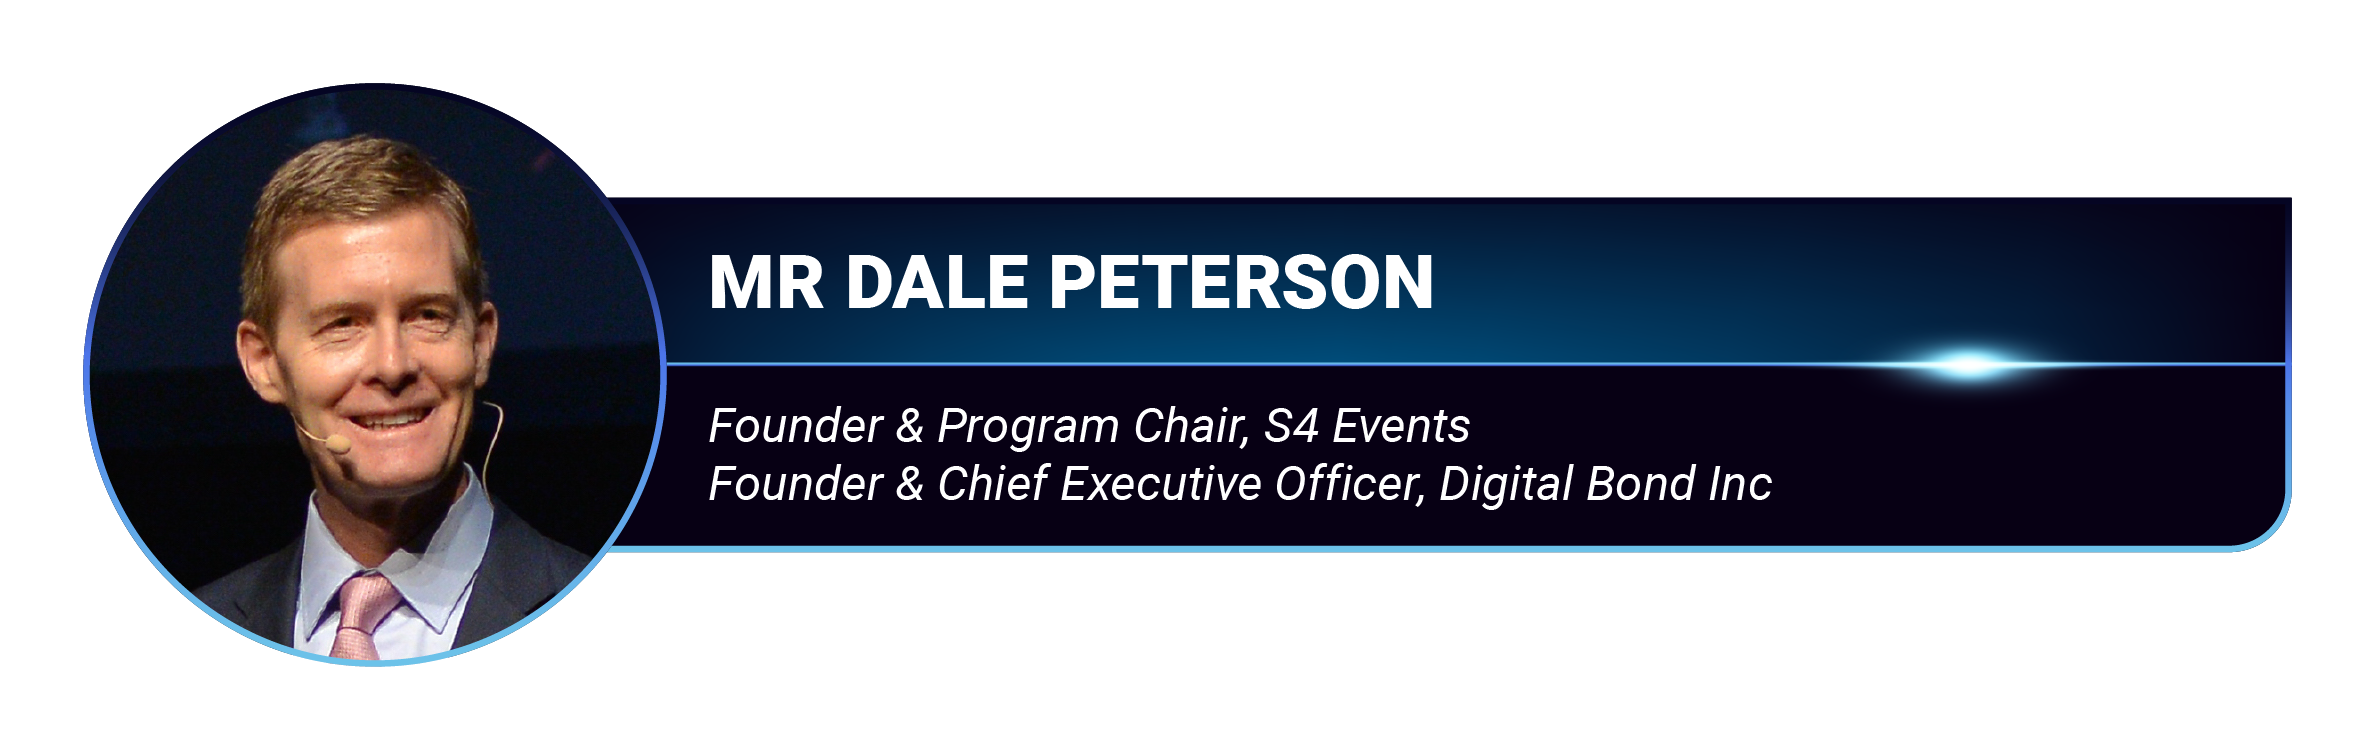 MR DALE PETERSON
Founder & Program Chair, S4 Events
Founder & Chief Executive Officer, Digital Bond Inc